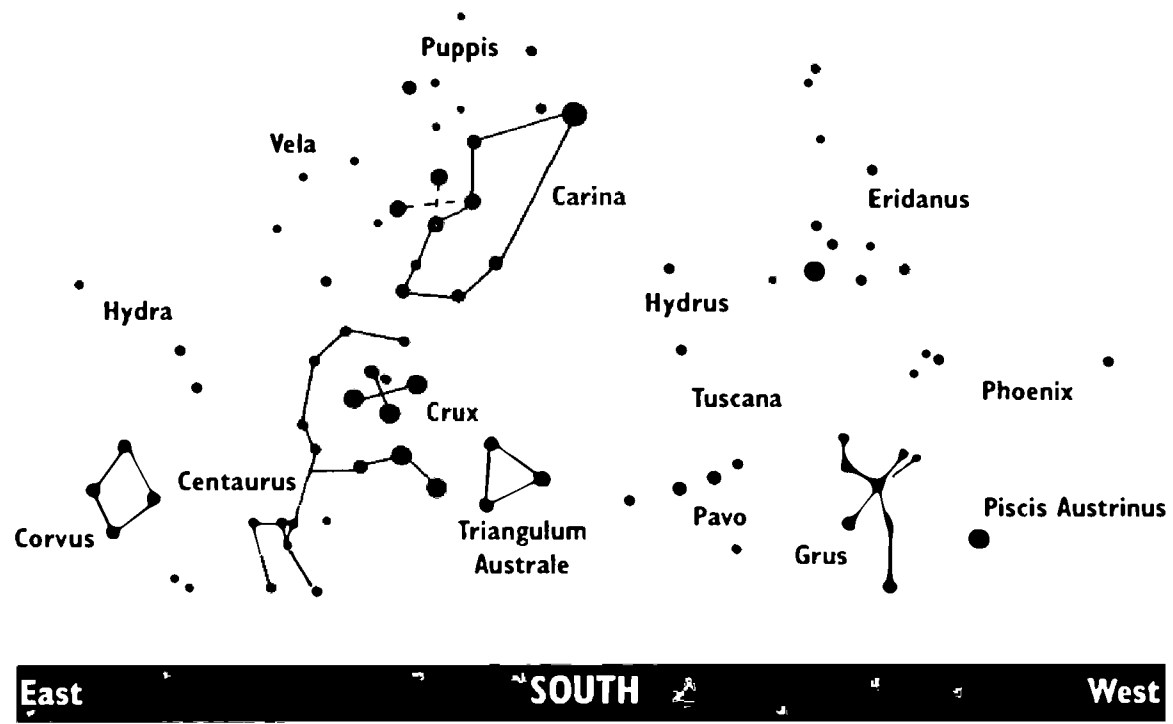 Puppis
Vela
Carina
Eridanus
Hydra
Hydrus
Tuscana
Phoenix
Crux
Centaurus
Corvus
Triangulum
Australe
Pavo
Grus
Piscis Austrinus
East SOUTH West